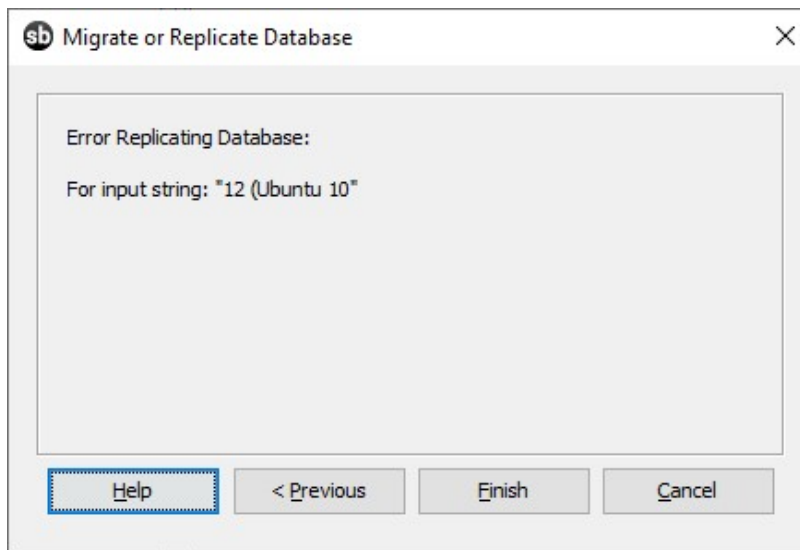 sb Migrate or Replicate Database
Error Replicating Database:
For input string: "12 (Ubuntu 10"
Help
< Previous
Finish
Cancel